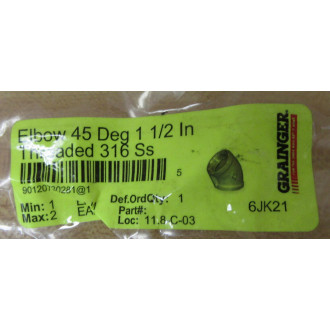 Elbow 45 Deg 1 1/2 In
Threaded 316 Ss
5
GRAINGER
Min: 1
Max: 2
Def.OrdQty: 1
Part#:
Loc: 11.8-C-03
6JK21